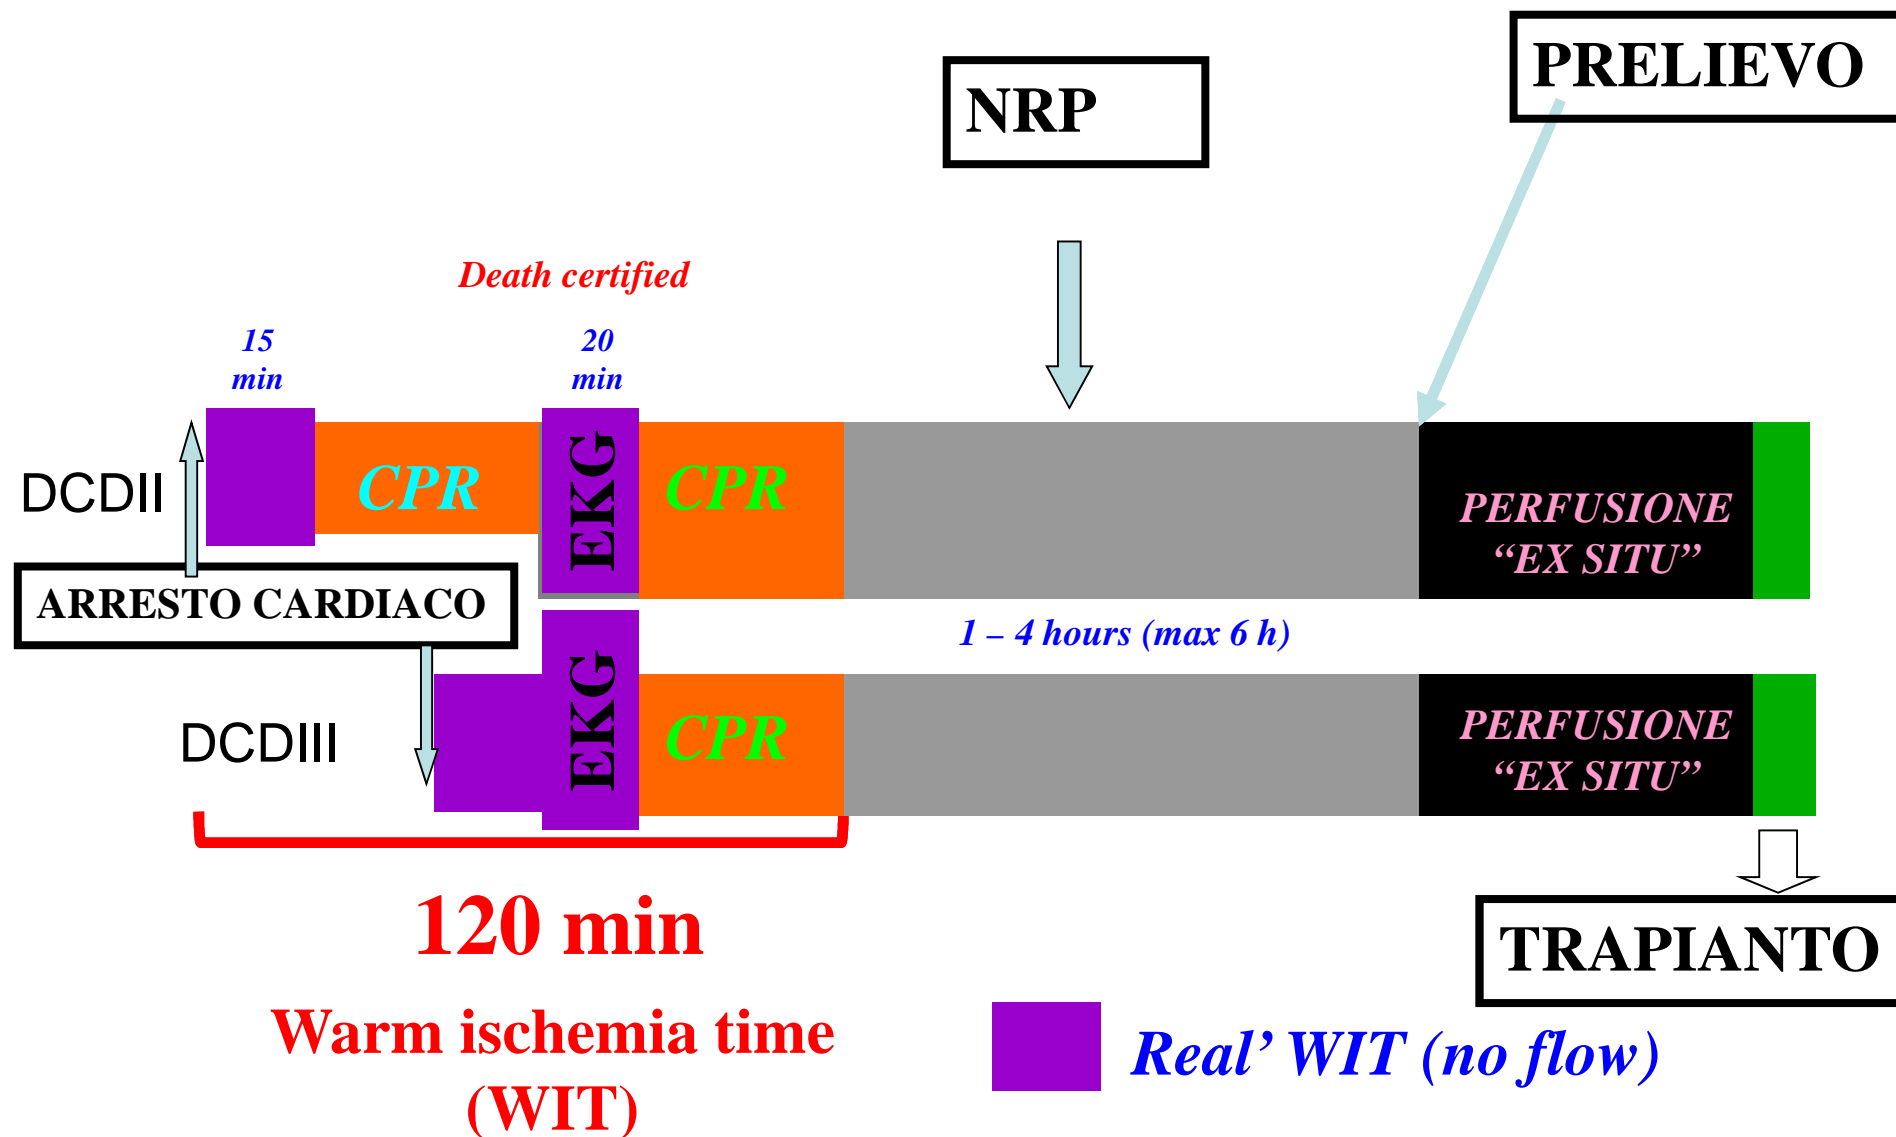 PRELIEVO
NRP
Death certified
15
min
20
min
DCDII
CPR
EKG
CPR
PERFUSIONE
“EX SITU”
ARRESTO CARDIACO
1 – 4 hours (max 6 h)
DCDIII
EKG
CPR
PERFUSIONE
“EX SITU”
120 min
Warm ischemia time
(WIT)
TRAPIANTO
Real’ WIT (no flow)